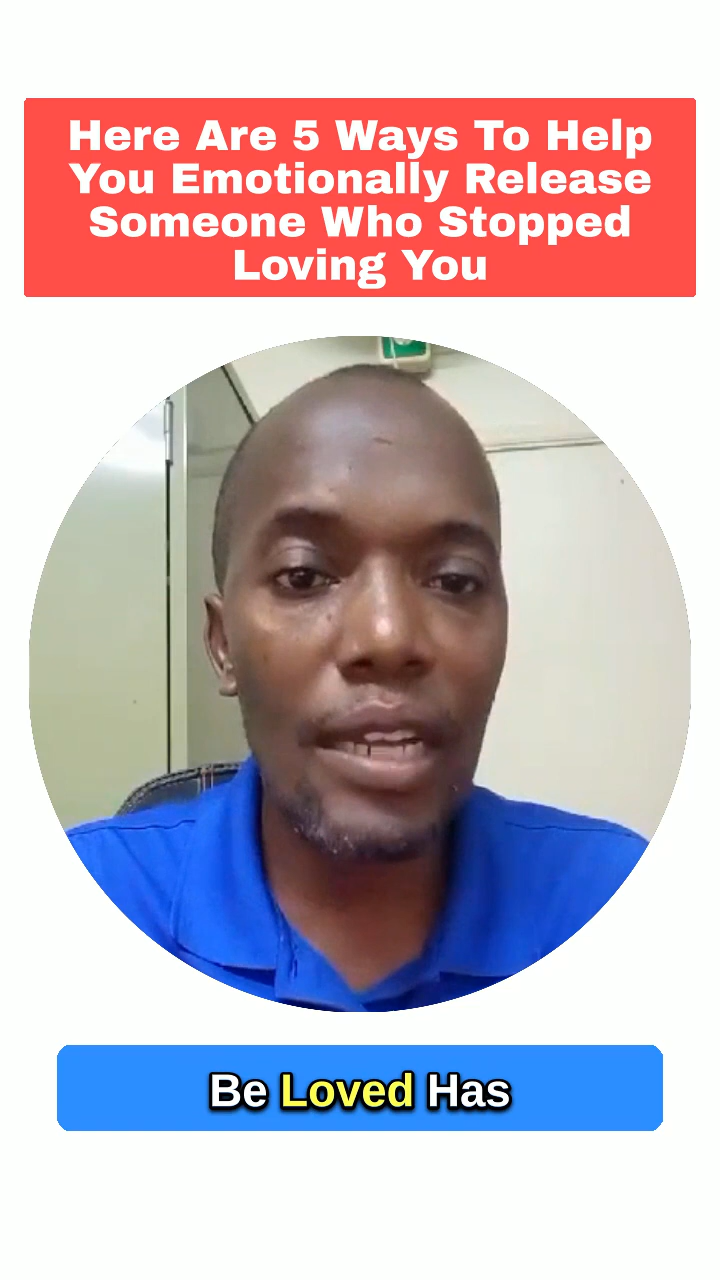 Here Are 5 Ways To Help
You Emotionally Release
Someone Who Stopped
Loving You
Be Loved Has